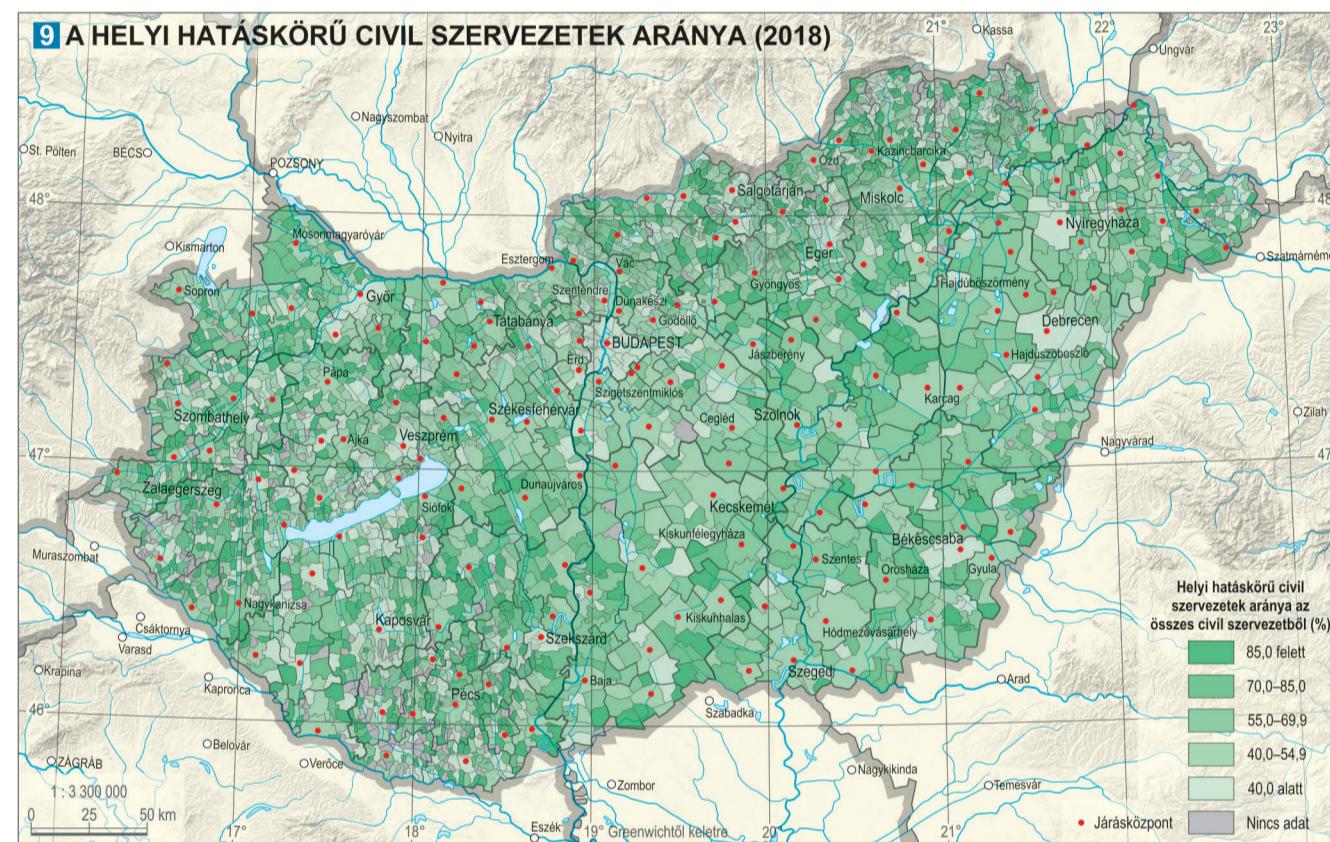 9 A HELYI HATÁSKÖRŰ CIVIL SZERVEZETEK ARÁNYA (2018)
21°
22°
23°
Kassa
Ungvár
Nagyszombat
Nyitra
St. Pölten
BÉCS
POZSONY
Ózd
Kazincbarcika
Salgótarján
Miskolc
48°
48
Nyíregyháza
Mosonmagyaróvár
Kismarton
Esztergom
Vác
Eger
Szatmárném
Sopron
Győr
Szentendre
Dunakeszi
Gyöngyös
Hajdúböszörmény
Tatabánya
Gödöllő
Debrecen
BUDAPEST
Jászberény
Hajdúszoboszló
Érd
Pápa
Szigetszentmiklós
Karcag
Szombathely
Székesfehérvár
Cegléd
Szolnok
Zilah
Ajka
Veszprém
Nagyvárad
47°
47
Zalaegerszeg
Dunaújváros
Siófok
Kecskemét
Kiskunfélegyháza
Békéscsaba
Muraszombat
Szentes
Orosháza
Gyula
Nagykanizsa
Kaposvár
Kiskuhhalas
Hódmezővásárhely
Csáktornya
Varasd
Szekszárd
Krapina
Kapronca
Pécs
Baja
Szeged
Arad
46°
Szabadka
Belovár
ZÁGRÁB
Verőce
Nagykikinda
Zombor
Temesvár
Eszék
Helyi hatáskörű civil
szervezetek aránya az
összes civil szervezetből (%)
85,0 felett
70,0–85,0
55,0–69,9
40,0–54,9
40,0 alatt
Járásközpont
Nincs adat
1 : 3 300 000
0 25 50 km
17°
18°
19° Greenwichtől keletre
20°
21°